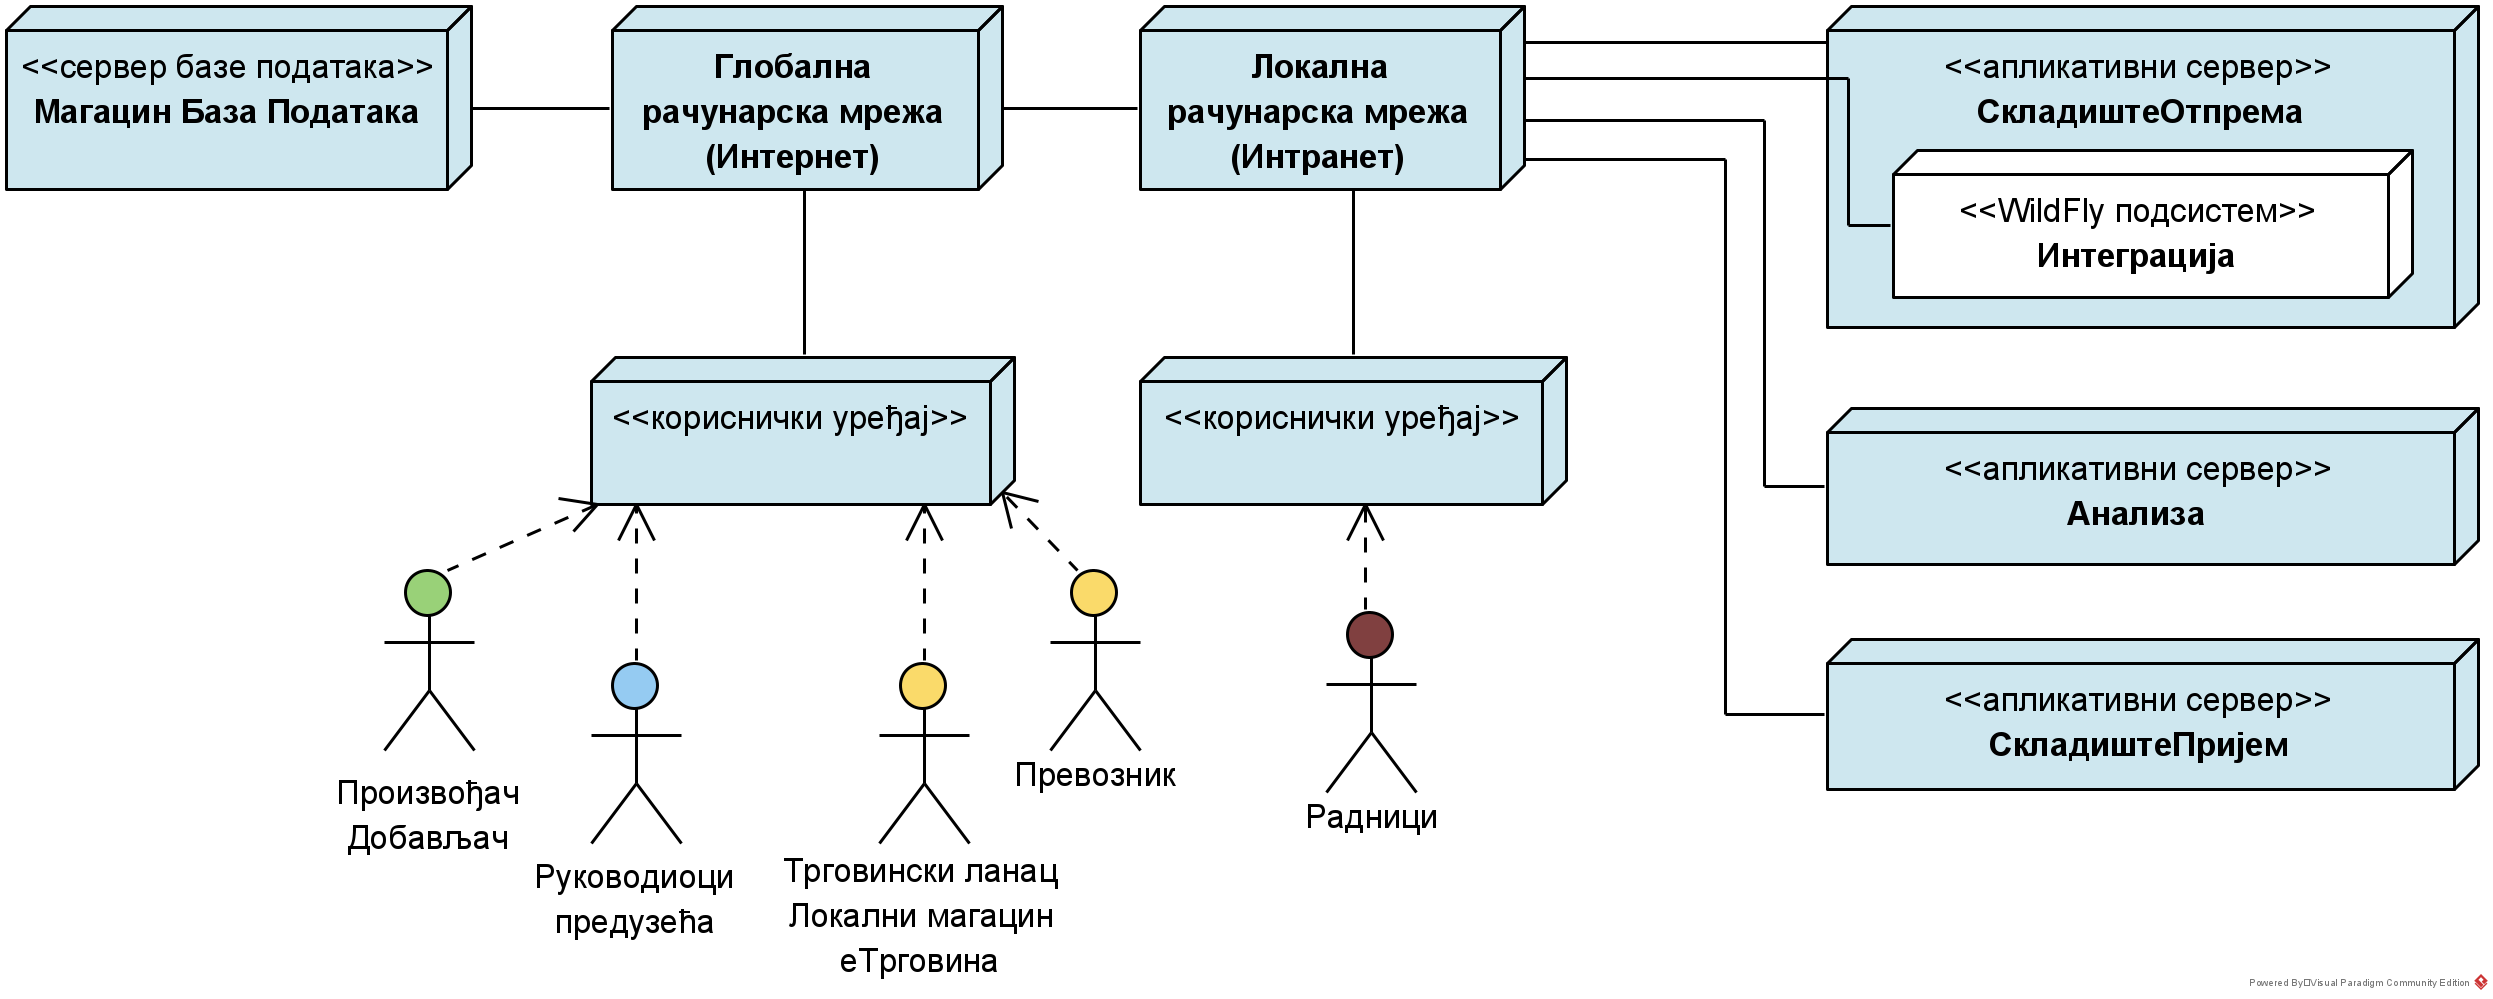 <<сервер базе података>>
Магацин База Података
Глобална
рачунарска мрежа
(Интернет)
Локална
рачунарска мрежа
(Интранет)
<<апликативни сервер>>
СкладиштеОтпрема
<<WildFly подсистем>>
Интеграција
<<кориснички уређај>>
<<кориснички уређај>>
<<апликативни сервер>>
Анализа
<<апликативни сервер>>
СкладиштеПријем
Произвођач
Добављач
Руководиоци
предузећа
Трговински ланац
Локални магацин
еТрговина
Превозник
Радници
Powered By Visual Paradigm Community Edition